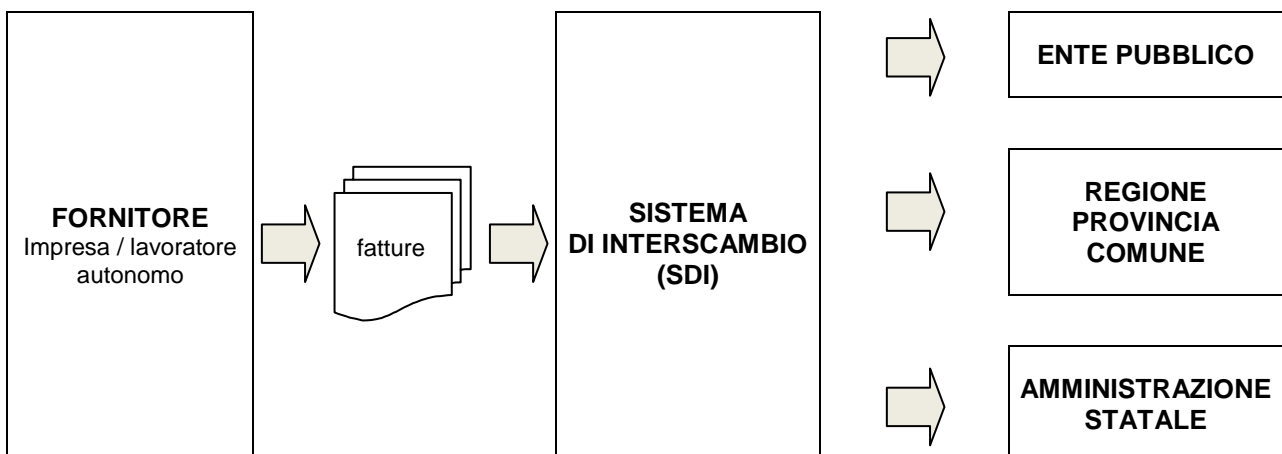 FORNITORE
Impresa / lavoratore
autonomo
fatture
SISTEMA
DI INTERSCAMBIO
(SDI)
ENTE PUBBLICO
REGIONE
PROVINCIA
COMUNE
AMMINISTRAZIONE
STATALE